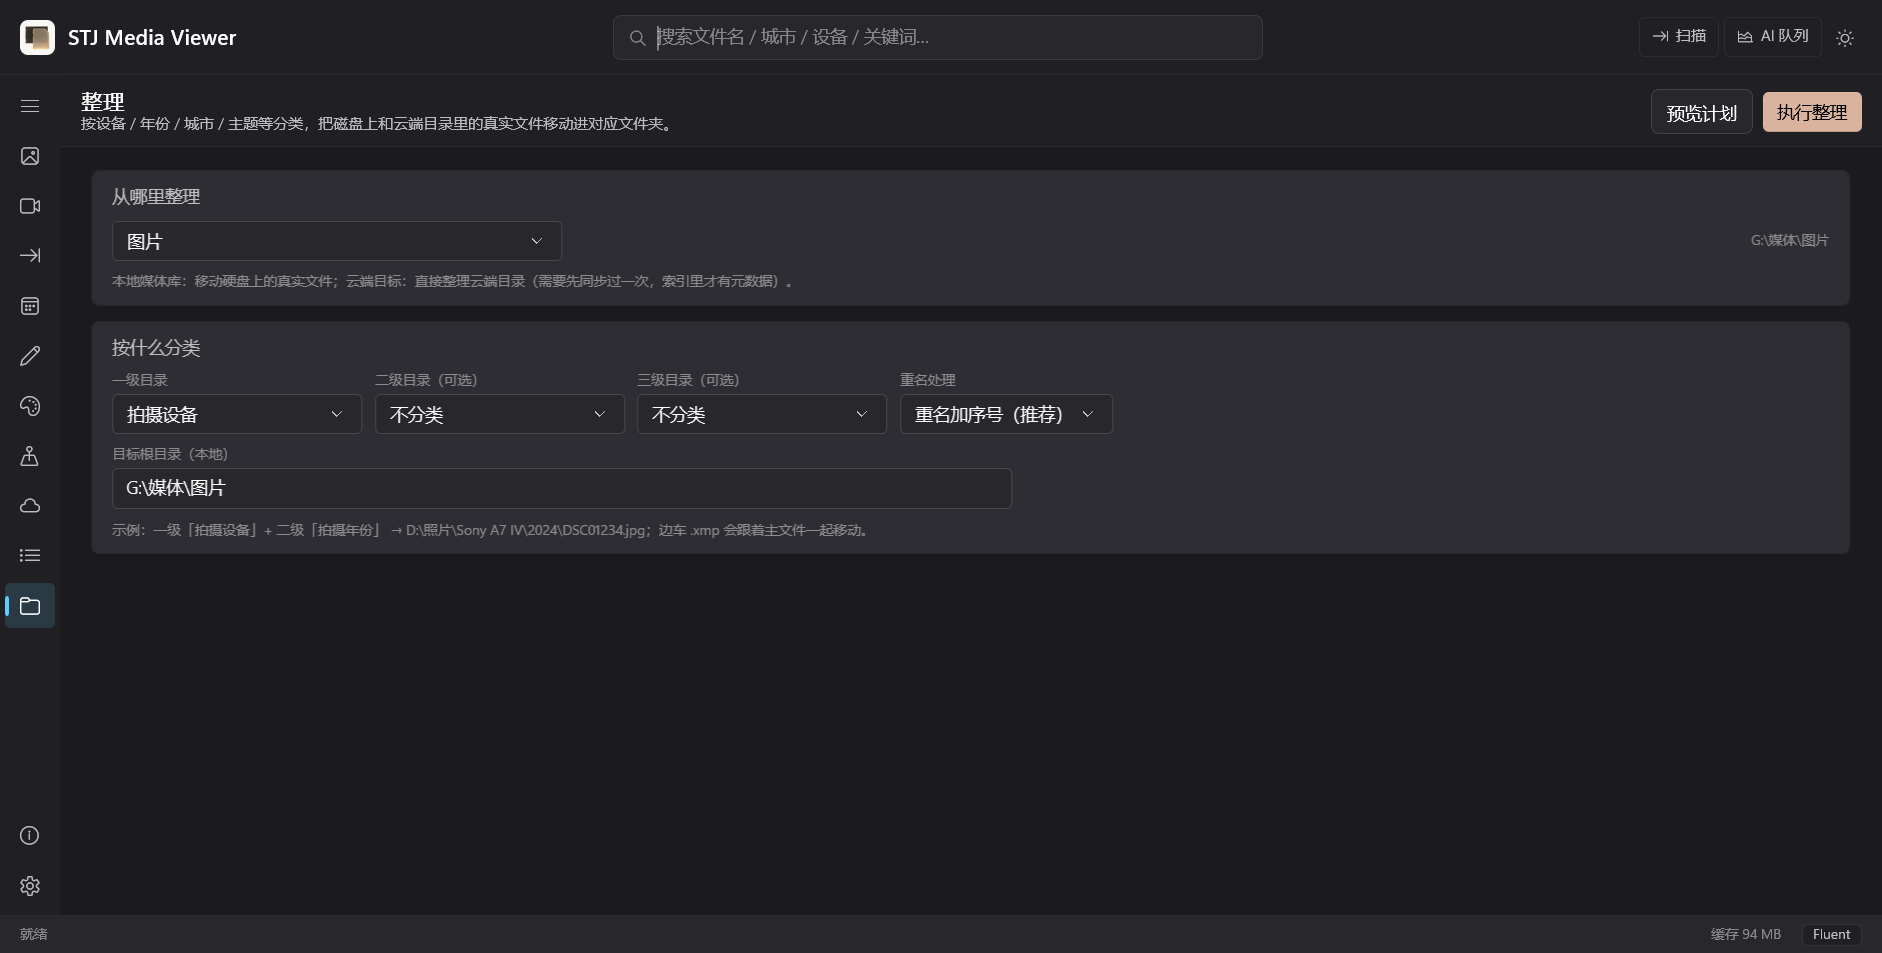 STJ Media Viewer
搜索文件名 / 城市 / 设备 / 关键词...
扫描
AI 队列
整理
按设备 / 年份 / 城市 / 主题等分类，把磁盘上和云端目录里的真实文件移动进对应文件夹。
预览计划
执行整理
从哪里整理
图片
G:\媒体\图片
本地媒体库：移动硬盘上的真实文件；云端目标：直接整理云端目录（需要先同步过一次，索引里才有元数据）。
按什么分类
一级目录
二级目录（可选）
三级目录（可选）
重名处理
拍摄设备
不分类
不分类
重名加序号（推荐）
目标根目录（本地）
G:\媒体\图片
示例：一级「拍摄设备」+ 二级「拍摄年份」 → D:\照片\Sony A7 IV\2024\DSC01234.jpg；边车 .xmp 会跟着主文件一起移动。
就绪
缓存 94 MB
Fluent